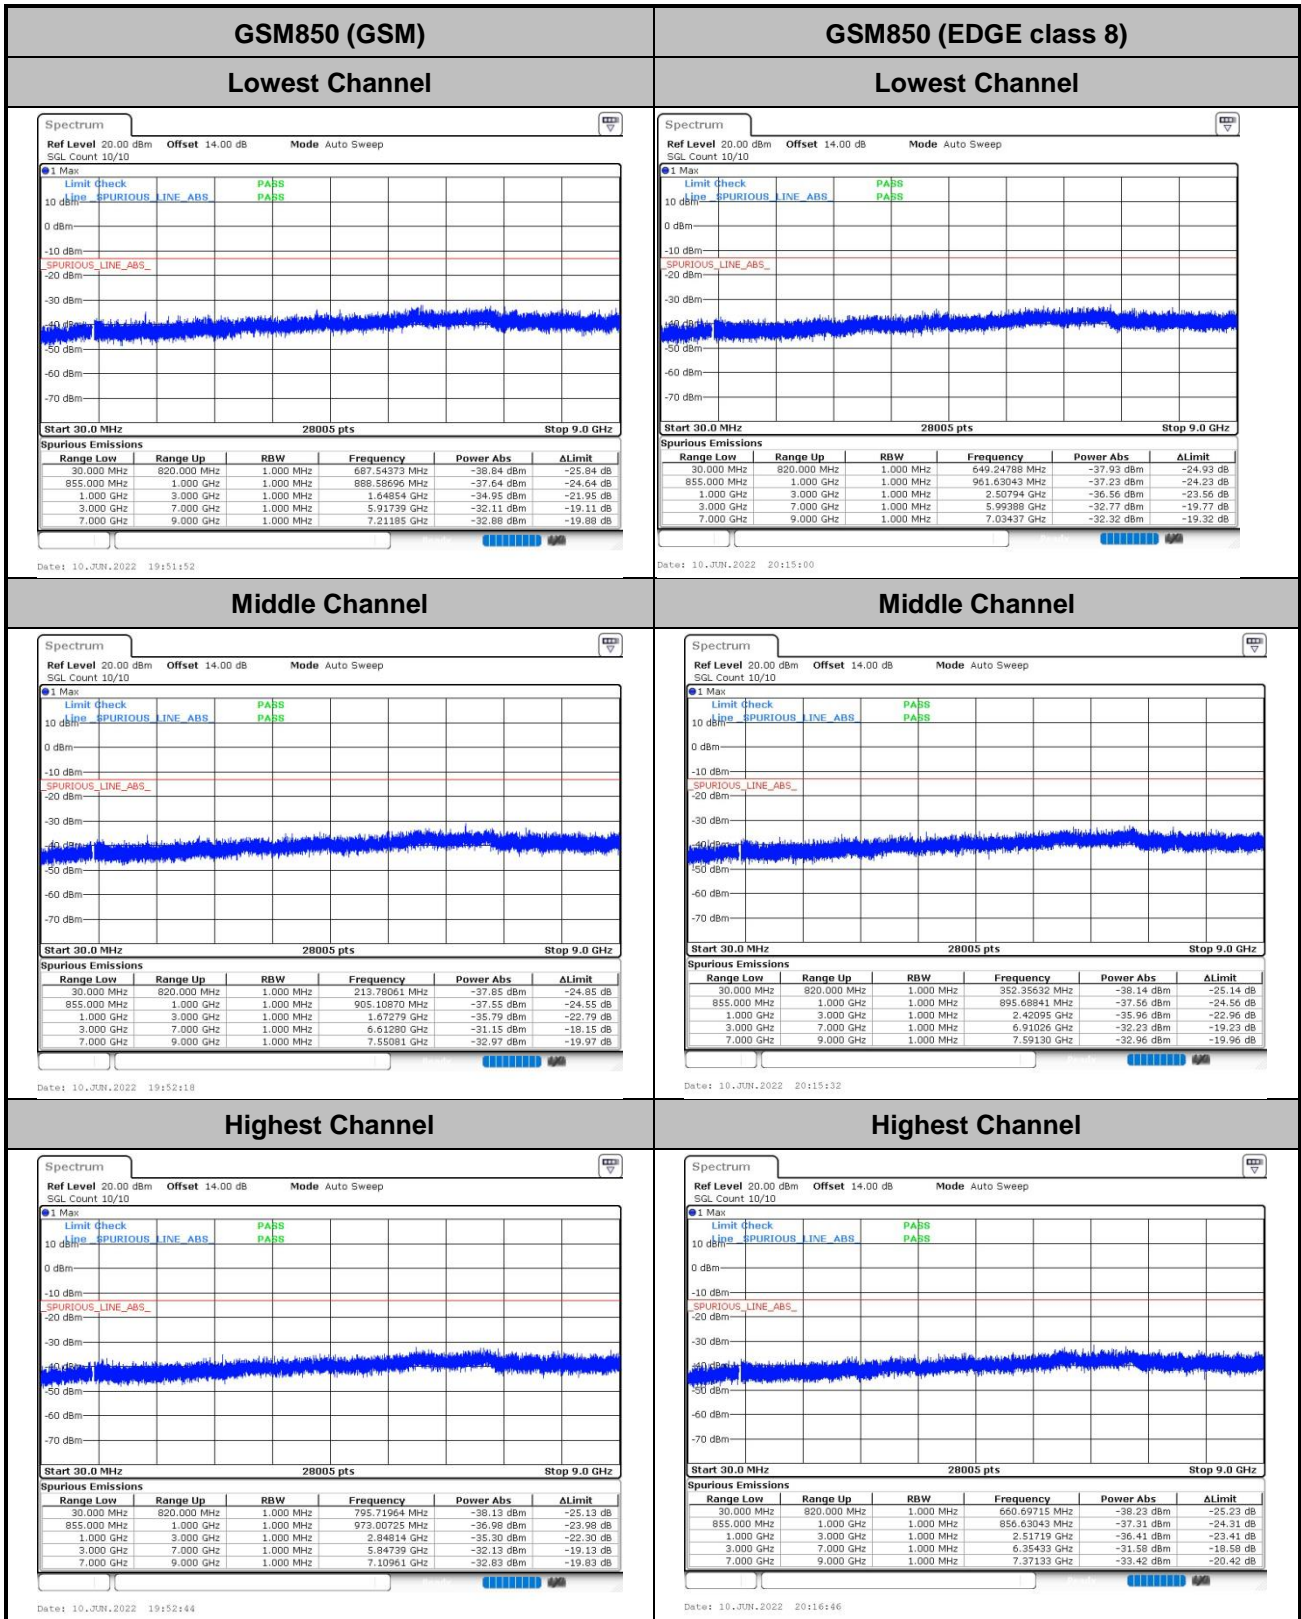 GSM850 (GSM) GSM850 (EDGE class 8)
Lowest Channel Lowest Channel
Spectrum
Ref Level 20.00 dBm Offset 14.00 dB Mode Auto Sweep
SGL Count 10/10
1 Max
Limit Check PASS
Line _SPURIOUS_LINE_ABS_ PASS
10 dBm
0 dBm
-10 dBm
_SPURIOUS_LINE_ABS_
-20 dBm
-30 dBm
-40 dBm
-50 dBm
-60 dBm
-70 dBm
Start 30.0 MHz 28005 pts Stop 9.0 GHz
Spurious Emissions
Range Low Range Up RBW Frequency Power Abs ΔLimit
30.000 MHz 820.000 MHz 1.000 MHz 687.54373 MHz -38.84 dBm -25.84 dB
855.000 MHz 1.000 GHz 1.000 MHz 888.58696 MHz -37.64 dBm -24.64 dB
1.000 GHz 3.000 GHz 1.000 MHz 1.64854 GHz -34.95 dBm -21.95 dB
3.000 GHz 7.000 GHz 1.000 MHz 5.91739 GHz -32.11 dBm -19.11 dB
7.000 GHz 9.000 GHz 1.000 MHz 7.21185 GHz -32.88 dBm -19.88 dB
Date: 10.JUN.2022 19:51:52
Spectrum
Ref Level 20.00 dBm Offset 14.00 dB Mode Auto Sweep
SGL Count 10/10
1 Max
Limit Check PASS
Line _SPURIOUS_LINE_ABS_ PASS
10 dBm
0 dBm
-10 dBm
_SPURIOUS_LINE_ABS_
-20 dBm
-30 dBm
-40 dBm
-50 dBm
-60 dBm
-70 dBm
Start 30.0 MHz 28005 pts Stop 9.0 GHz
Spurious Emissions
Range Low Range Up RBW Frequency Power Abs ΔLimit
30.000 MHz 820.000 MHz 1.000 MHz 649.24788 MHz -37.93 dBm -24.93 dB
855.000 MHz 1.000 GHz 1.000 MHz 961.63043 MHz -37.23 dBm -24.23 dB
1.000 GHz 3.000 GHz 1.000 MHz 2.50794 GHz -36.56 dBm -23.56 dB
3.000 GHz 7.000 GHz 1.000 MHz 5.99388 GHz -32.77 dBm -19.77 dB
7.000 GHz 9.000 GHz 1.000 MHz 7.03437 GHz -32.32 dBm -19.32 dB
Date: 10.JUN.2022 20:15:00
Middle Channel Middle Channel
Spectrum
Ref Level 20.00 dBm Offset 14.00 dB Mode Auto Sweep
SGL Count 10/10
1 Max
Limit Check PASS
Line _SPURIOUS_LINE_ABS_ PASS
10 dBm
0 dBm
-10 dBm
_SPURIOUS_LINE_ABS_
-20 dBm
-30 dBm
-40 dBm
-50 dBm
-60 dBm
-70 dBm
Start 30.0 MHz 28005 pts Stop 9.0 GHz
Spurious Emissions
Range Low Range Up RBW Frequency Power Abs ΔLimit
30.000 MHz 820.000 MHz 1.000 MHz 213.78061 MHz -37.85 dBm -24.85 dB
855.000 MHz 1.000 GHz 1.000 MHz 905.10870 MHz -37.55 dBm -24.55 dB
1.000 GHz 3.000 GHz 1.000 MHz 1.67279 GHz -35.79 dBm -22.79 dB
3.000 GHz 7.000 GHz 1.000 MHz 6.61280 GHz -31.15 dBm -18.15 dB
7.000 GHz 9.000 GHz 1.000 MHz 7.55081 GHz -32.97 dBm -19.97 dB
Date: 10.JUN.2022 19:52:18
Spectrum
Ref Level 20.00 dBm Offset 14.00 dB Mode Auto Sweep
SGL Count 10/10
1 Max
Limit Check PASS
Line _SPURIOUS_LINE_ABS_ PASS
10 dBm
0 dBm
-10 dBm
_SPURIOUS_LINE_ABS_
-20 dBm
-30 dBm
-40 dBm
-50 dBm
-60 dBm
-70 dBm
Start 30.0 MHz 28005 pts Stop 9.0 GHz
Spurious Emissions
Range Low Range Up RBW Frequency Power Abs ΔLimit
30.000 MHz 820.000 MHz 1.000 MHz 352.35632 MHz -38.14 dBm -25.14 dB
855.000 MHz 1.000 GHz 1.000 MHz 895.68841 MHz -37.56 dBm -24.56 dB
1.000 GHz 3.000 GHz 1.000 MHz 2.42095 GHz -35.96 dBm -22.96 dB
3.000 GHz 7.000 GHz 1.000 MHz 6.91026 GHz -32.23 dBm -19.23 dB
7.000 GHz 9.000 GHz 1.000 MHz 7.59130 GHz -32.96 dBm -19.96 dB
Date: 10.JUN.2022 20:15:32
Highest Channel Highest Channel
Spectrum
Ref Level 20.00 dBm Offset 14.00 dB Mode Auto Sweep
SGL Count 10/10
1 Max
Limit Check PASS
Line _SPURIOUS_LINE_ABS_ PASS
10 dBm
0 dBm
-10 dBm
_SPURIOUS_LINE_ABS_
-20 dBm
-30 dBm
-40 dBm
-50 dBm
-60 dBm
-70 dBm
Start 30.0 MHz 28005 pts Stop 9.0 GHz
Spurious Emissions
Range Low Range Up RBW Frequency Power Abs ΔLimit
30.000 MHz 820.000 MHz 1.000 MHz 795.71964 MHz -38.13 dBm -25.13 dB
855.000 MHz 1.000 GHz 1.000 MHz 973.00725 MHz -36.98 dBm -23.98 dB
1.000 GHz 3.000 GHz 1.000 MHz 2.84814 GHz -35.30 dBm -22.30 dB
3.000 GHz 7.000 GHz 1.000 MHz 5.84739 GHz -32.13 dBm -19.13 dB
7.000 GHz 9.000 GHz 1.000 MHz 7.10961 GHz -32.83 dBm -19.83 dB
Date: 10.JUN.2022 19:52:44
Spectrum
Ref Level 20.00 dBm Offset 14.00 dB Mode Auto Sweep
SGL Count 10/10
1 Max
Limit Check PASS
Line _SPURIOUS_LINE_ABS_ PASS
10 dBm
0 dBm
-10 dBm
_SPURIOUS_LINE_ABS_
-20 dBm
-30 dBm
-40 dBm
-50 dBm
-60 dBm
-70 dBm
Start 30.0 MHz 28005 pts Stop 9.0 GHz
Spurious Emissions
Range Low Range Up RBW Frequency Power Abs ΔLimit
30.000 MHz 820.000 MHz 1.000 MHz 660.69715 MHz -38.23 dBm -25.23 dB
855.000 MHz 1.000 GHz 1.000 MHz 856.63043 MHz -37.31 dBm -24.31 dB
1.000 GHz 3.000 GHz 1.000 MHz 2.51719 GHz -36.41 dBm -23.41 dB
3.000 GHz 7.000 GHz 1.000 MHz 6.35433 GHz -31.58 dBm -18.58 dB
7.000 GHz 9.000 GHz 1.000 MHz 7.37133 GHz -33.42 dBm -20.42 dB
Date: 10.JUN.2022 20:16:46